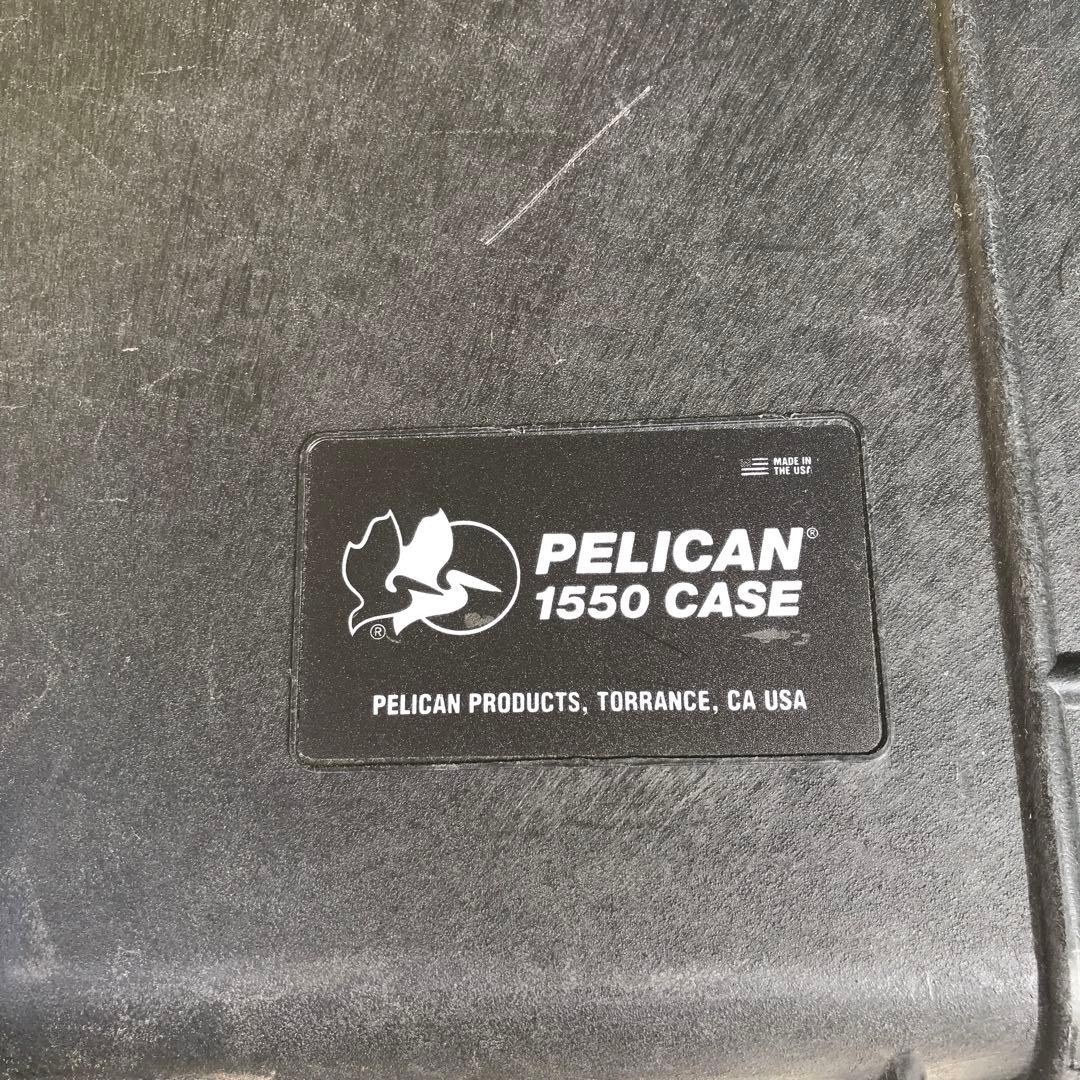 MADE IN
THE USA
PELICAN®
1550 CASE
®
PELICAN PRODUCTS, TORRANCE, CA USA